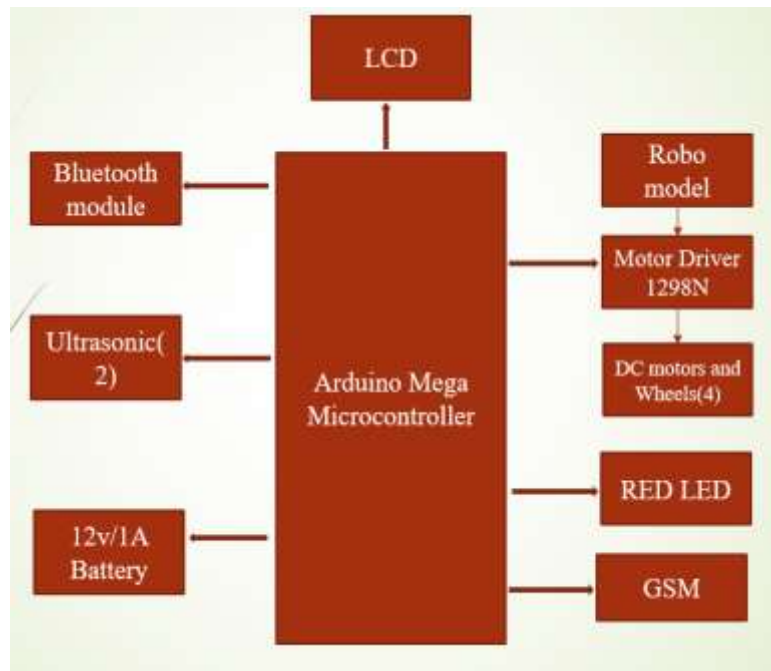 LCD
Bluetooth
module
Robo
model
Motor Driver
1298N
Ultrasonic(
2)
Arduino Mega
Microcontroller
DC motors and
Wheels(4)
RED LED
12v/1A
Battery
GSM